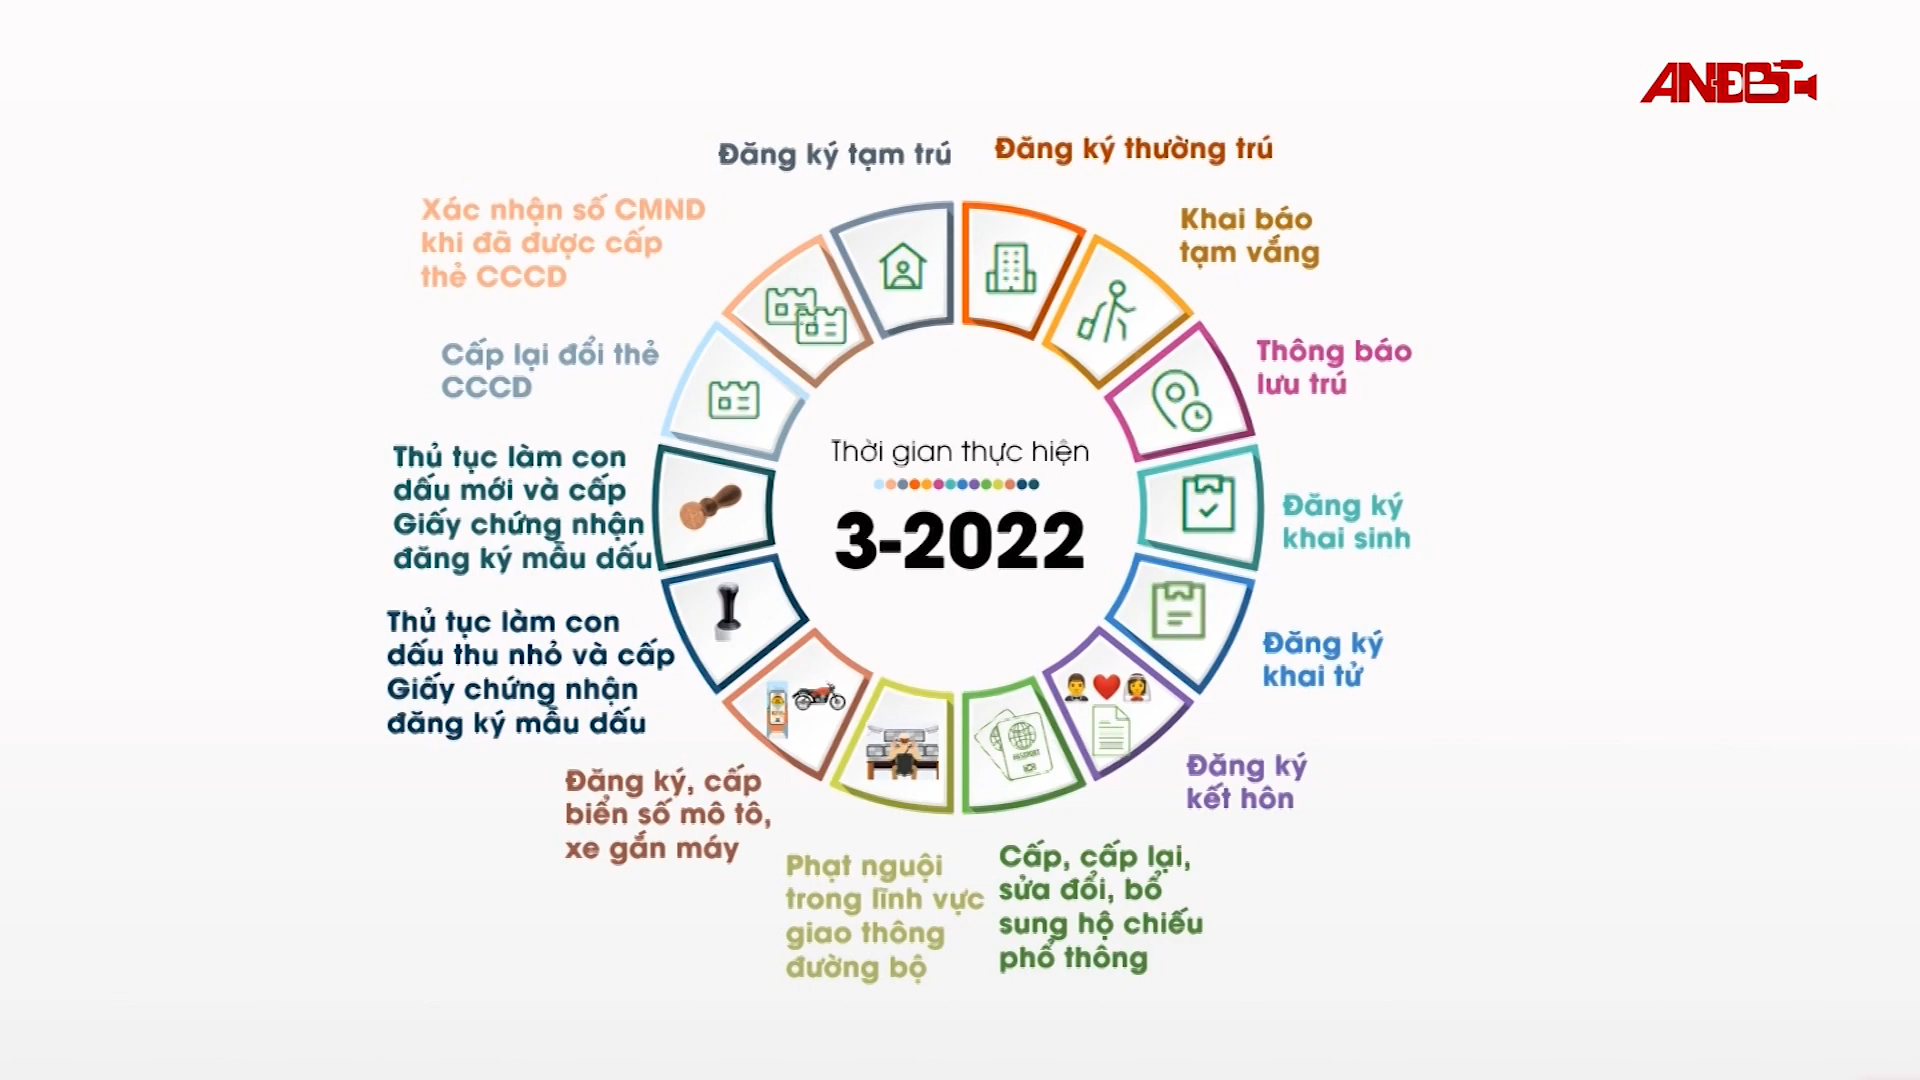 ANĐBT
Đăng ký tạm trú
Đăng ký thường trú
Khai báo
tạm vắng
Thông báo
lưu trú
Đăng ký
khai sinh
Đăng ký
khai tử
Đăng ký
kết hôn
Cấp, cấp lại,
sửa đổi, bổ
sung hộ chiếu
phổ thông
Phạt nguội
trong lĩnh vực
giao thông
đường bộ
Đăng ký, cấp
biển số mô tô,
xe gắn máy
Thủ tục làm con
dấu thu nhỏ và cấp
Giấy chứng nhận
đăng ký mẫu dấu
Thủ tục làm con
dấu mới và cấp
Giấy chứng nhận
đăng ký mẫu dấu
Cấp lại đổi thẻ
CCCD
Xác nhận số CMND
khi đã được cấp
thẻ CCCD
Thời gian thực hiện
3-2022
PASSPORT